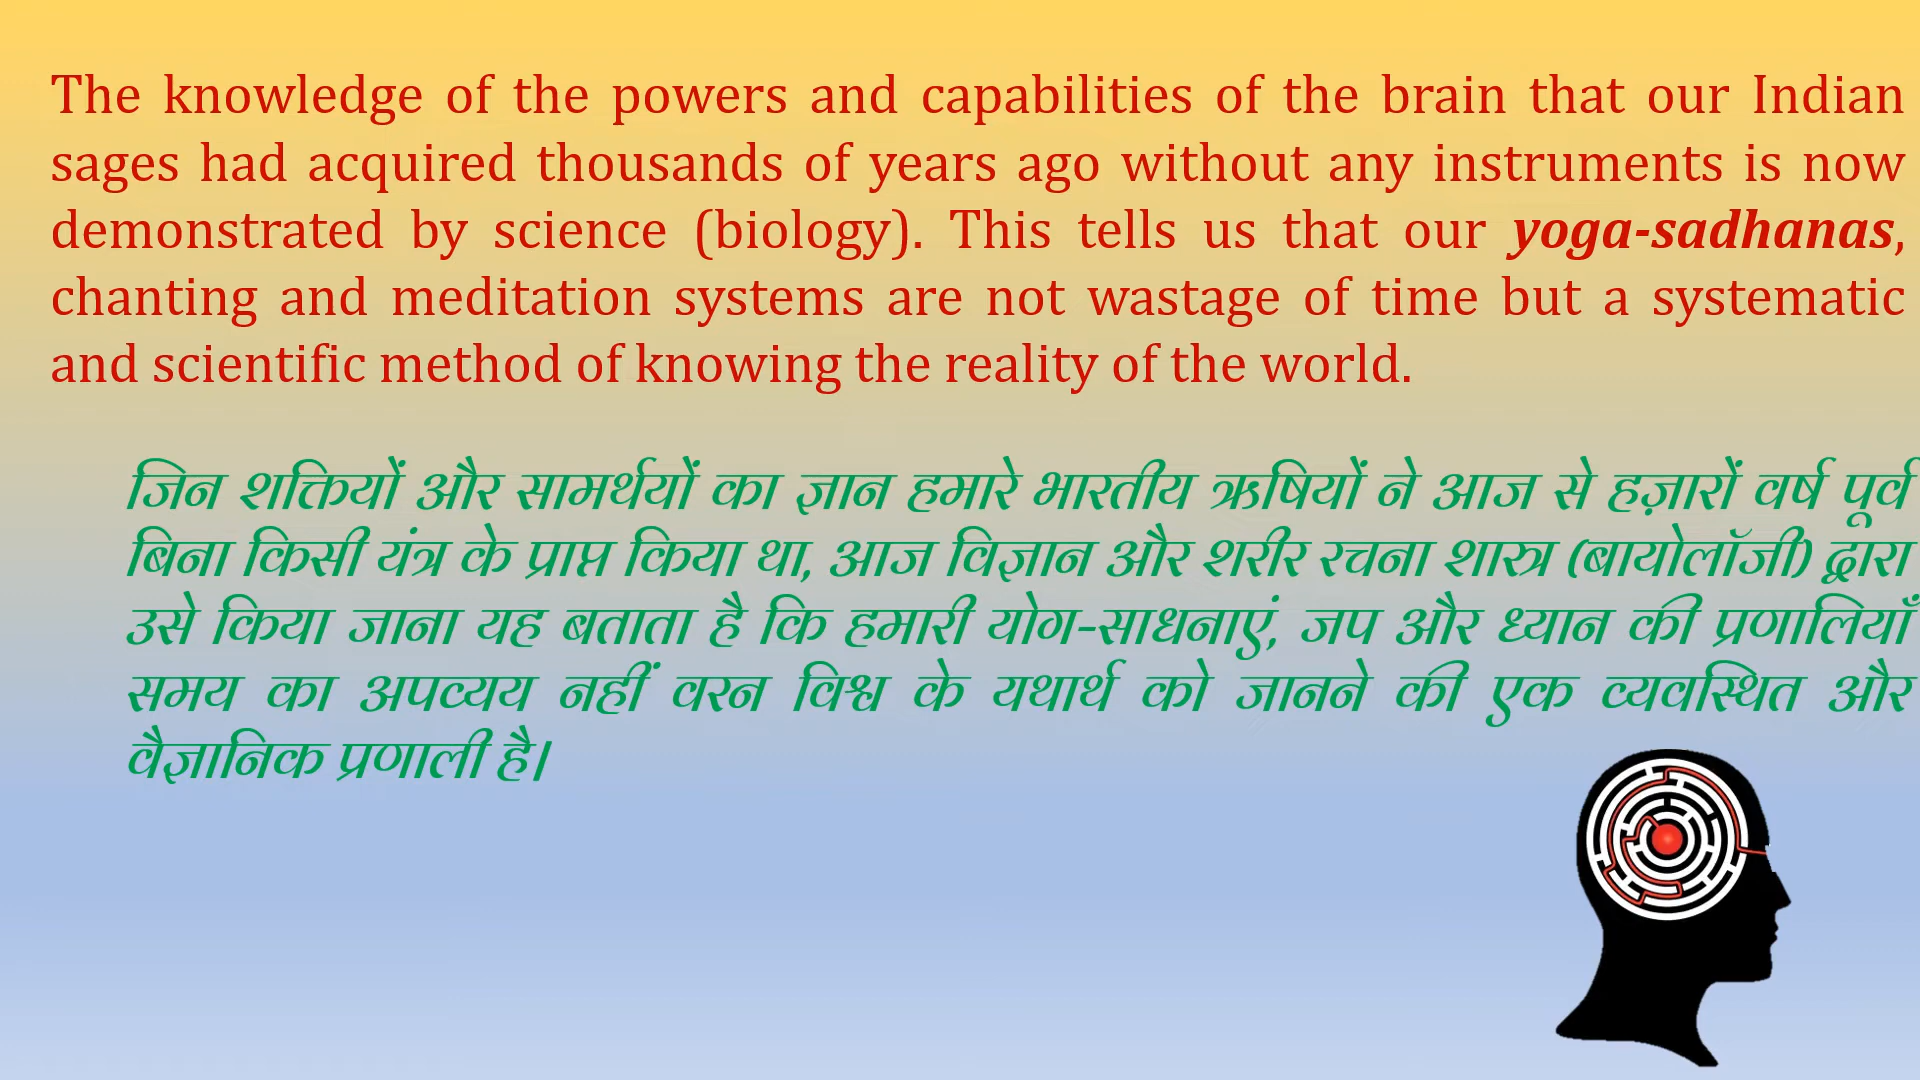 The knowledge of the powers and capabilities of the brain that our Indian
sages had acquired thousands of years ago without any instruments is now
demonstrated by science (biology). This tells us that our yoga-sadhanas,
chanting and meditation systems are not wastage of time but a systematic
and scientific method of knowing the reality of the world.
जिन शक्तियों और सामर्थयों का ज्ञान हमारे भारतीय ऋषियों ने आज से हज़ारों वर्ष पूर्व
बिना किसी यंत्र के प्राप्त किया था, आज विज्ञान और शरीर रचना शास्त्र (बायोलॉजी) द्वारा
उसे किया जाना यह बताता है कि हमारी योग-साधनाएं, जप और ध्यान की प्रणालियाँ
समय का अपव्यय नहीं वरन विश्व के यथार्थ को जानने की एक व्यवस्थित और
वैज्ञानिक प्रणाली है।